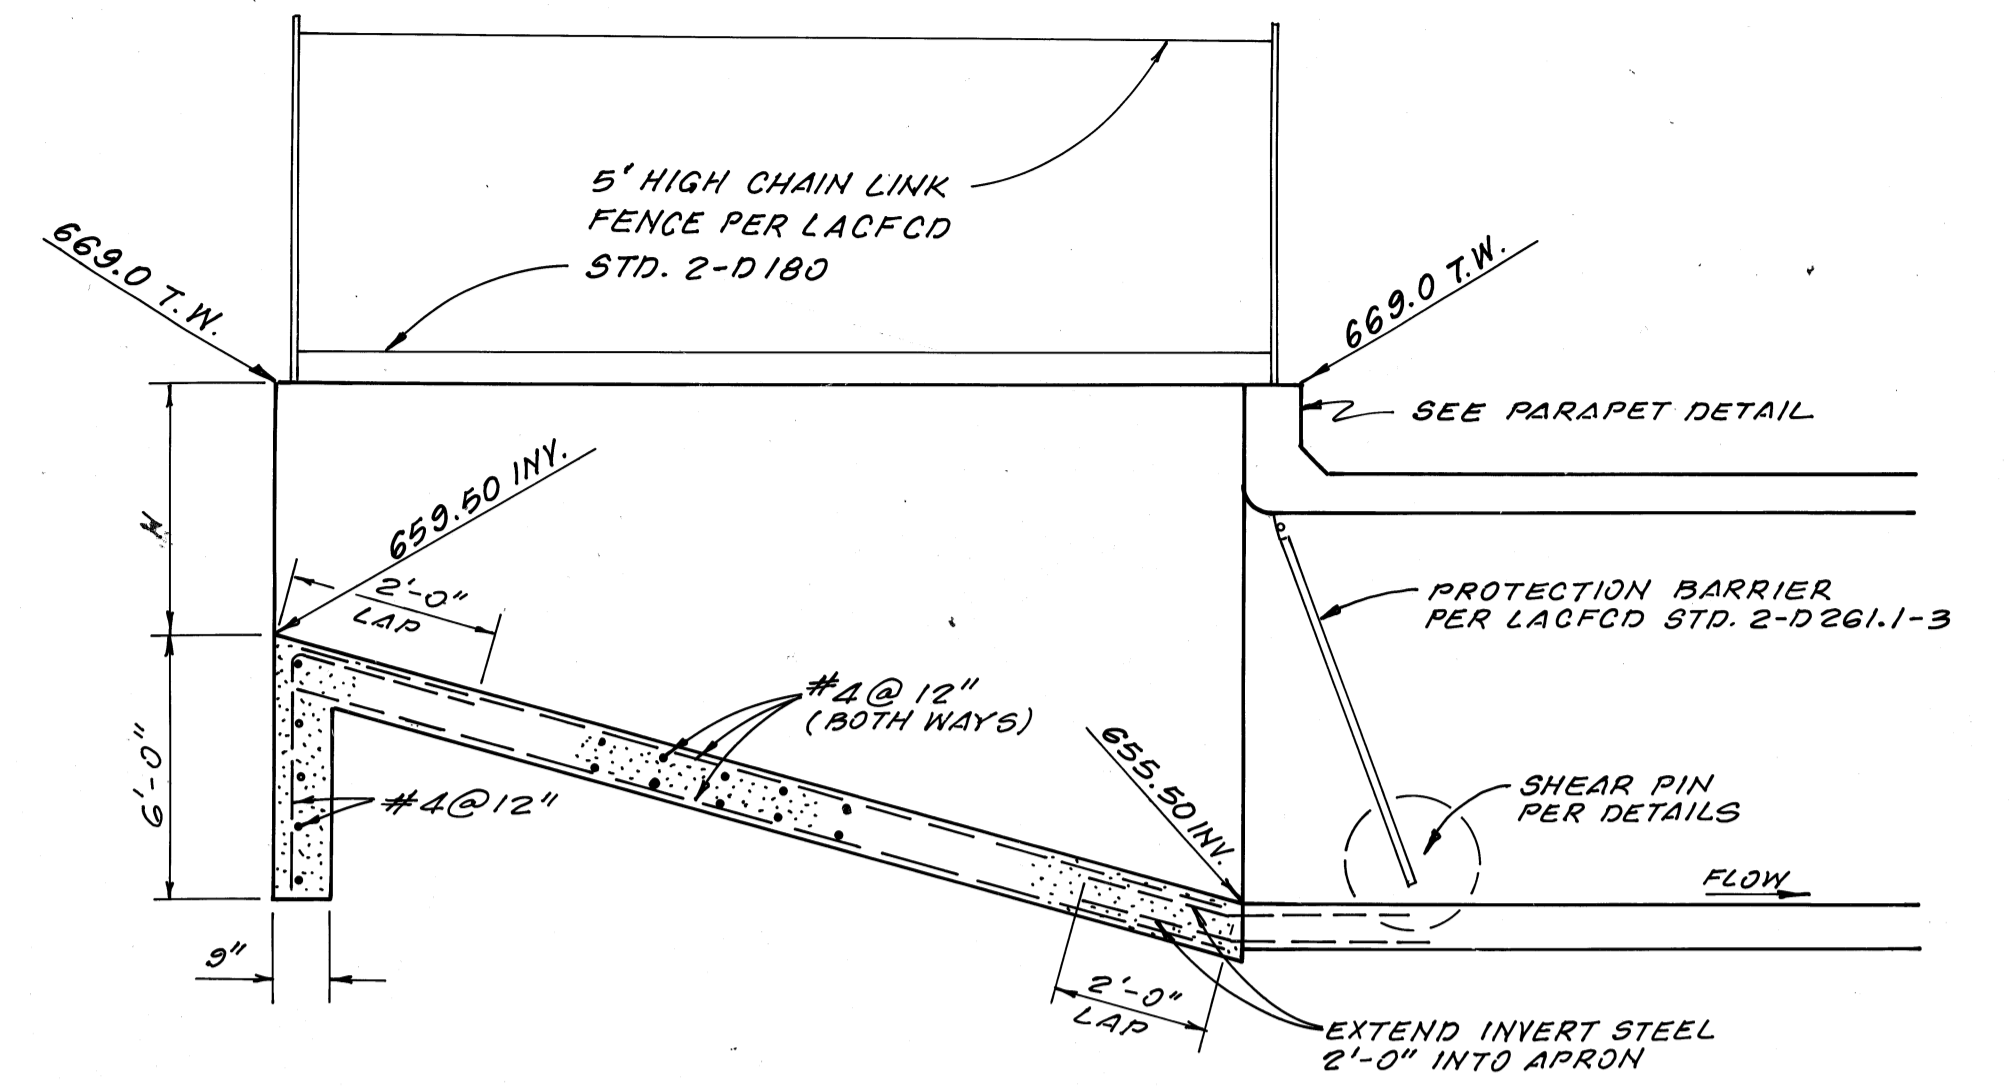 5' HIGH CHAIN LINK
FENCE PER LACFCD
STD. 2-D180
669.0 T.W.
669.0 T.W.
SEE PARAPET DETAIL
659.50 INV.
2'-0"
LAP
PROTECTION BARRIER
PER LACFCD STD. 2-D261.1-3
#4@12"
(BOTH WAYS)
6'-0"
#4@12"
655.50 INV.
SHEAR PIN
PER DETAILS
FLOW
9"
2'-0"
LAP
EXTEND INVERT STEEL
2'-0" INTO APRON